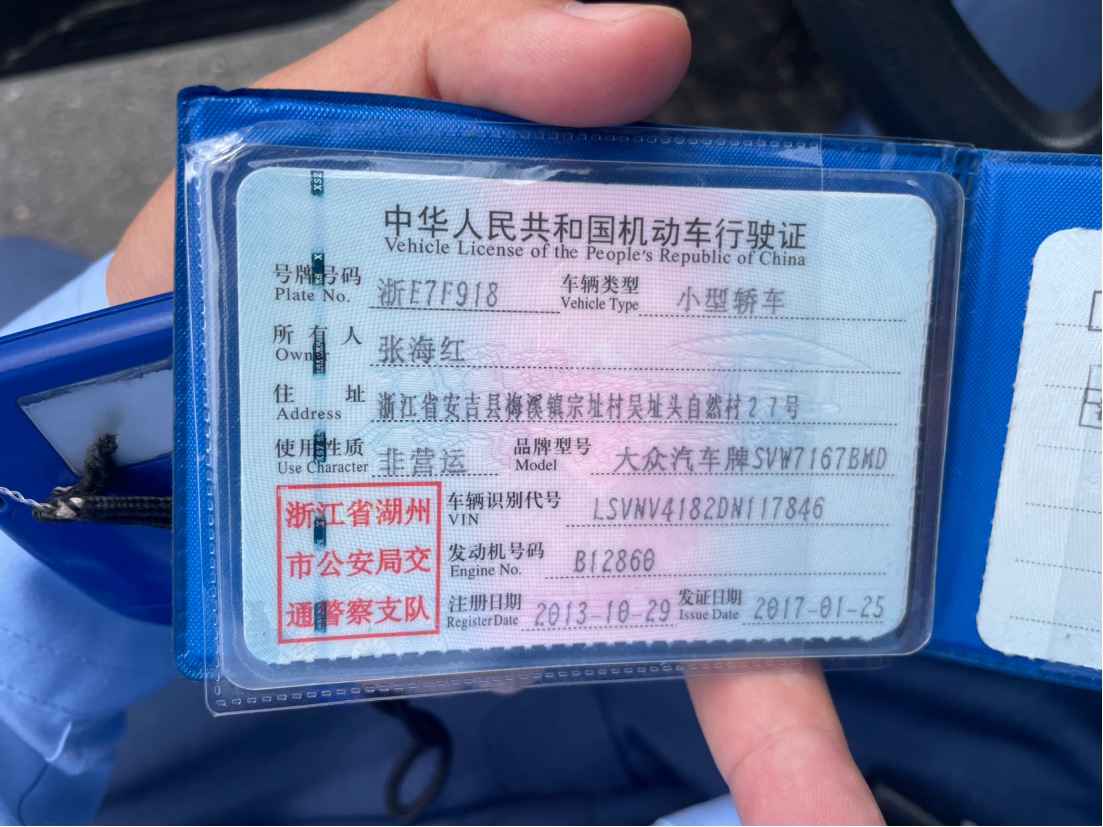 中华人民共和国机动车行驶证
Vehicle License of the People's Republic of China
号牌号码 浙E7F918 车辆类型 小型轿车
Plate No. Vehicle Type
所有人 张海红
Owner
住址 浙江省安吉县梅溪镇宗址村吴址头自然村27号
Address
使用性质 非营运 品牌型号 大众汽车牌SVW7167BMD
Use Character Model
浙江省湖州
市公安局交
通警察支队
车辆识别代号 LSVNV4182DN117846
VIN
发动机号码 B12860
Engine No.
注册日期 2013-10-29 发证日期 2017-01-25
Register Date Issue Date